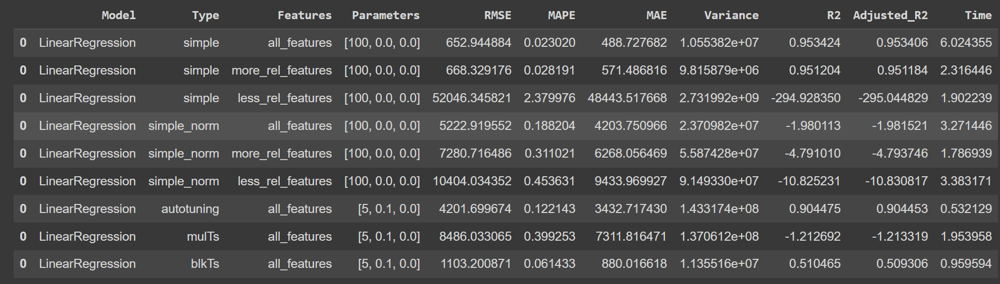 Model Type Features Parameters RMSE MAPE MAE Variance R2 Adjusted_R2 Time
0 LinearRegression simple all_features [100, 0.0, 0.0] 652.944884 0.023020 488.727682 1.055382e+07 0.953424 0.953406 6.024355
0 LinearRegression simple more_rel_features [100, 0.0, 0.0] 668.329176 0.028191 571.486816 9.815879e+06 0.951204 0.951184 2.316446
0 LinearRegression simple less_rel_features [100, 0.0, 0.0] 52046.345821 2.379976 48443.517668 2.731992e+09 -294.928350 -295.044829 1.902239
0 LinearRegression simple_norm all_features [100, 0.0, 0.0] 5222.919552 0.188204 4203.750966 2.370982e+07 -1.980113 -1.981521 3.271446
0 LinearRegression simple_norm more_rel_features [100, 0.0, 0.0] 7280.716486 0.311021 6268.056469 5.587428e+07 -4.791010 -4.793746 1.786939
0 LinearRegression simple_norm less_rel_features [100, 0.0, 0.0] 10404.034352 0.453631 9433.969927 9.149330e+07 -10.825231 -10.830817 3.383171
0 LinearRegression autotuning all_features [5, 0.1, 0.0] 4201.699674 0.122143 3432.717430 1.433174e+08 0.904475 0.904453 0.532129
0 LinearRegression mulTs all_features [5, 0.1, 0.0] 8486.033065 0.399253 7311.816471 1.370612e+08 -1.212692 -1.213319 1.953958
0 LinearRegression blkTs all_features [5, 0.1, 0.0] 1103.200871 0.061433 880.016618 1.135516e+07 0.510465 0.509306 0.959594